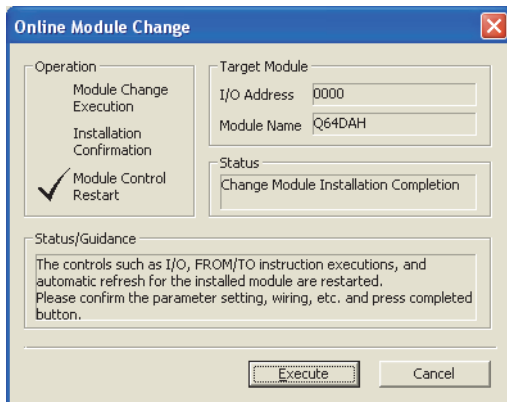 Online Module Change
Operation
Module Change
Execution
Installation
Confirmation
Module Control
Restart
Target Module
I/O Address 0000
Module Name Q64DAH
Status
Change Module Installation Completion
Status/Guidance
The controls such as I/O, FROM/TO instruction executions, and
automatic refresh for the installed module are restarted.
Please confirm the parameter setting, wiring, etc. and press completed
button.
Execute
Cancel